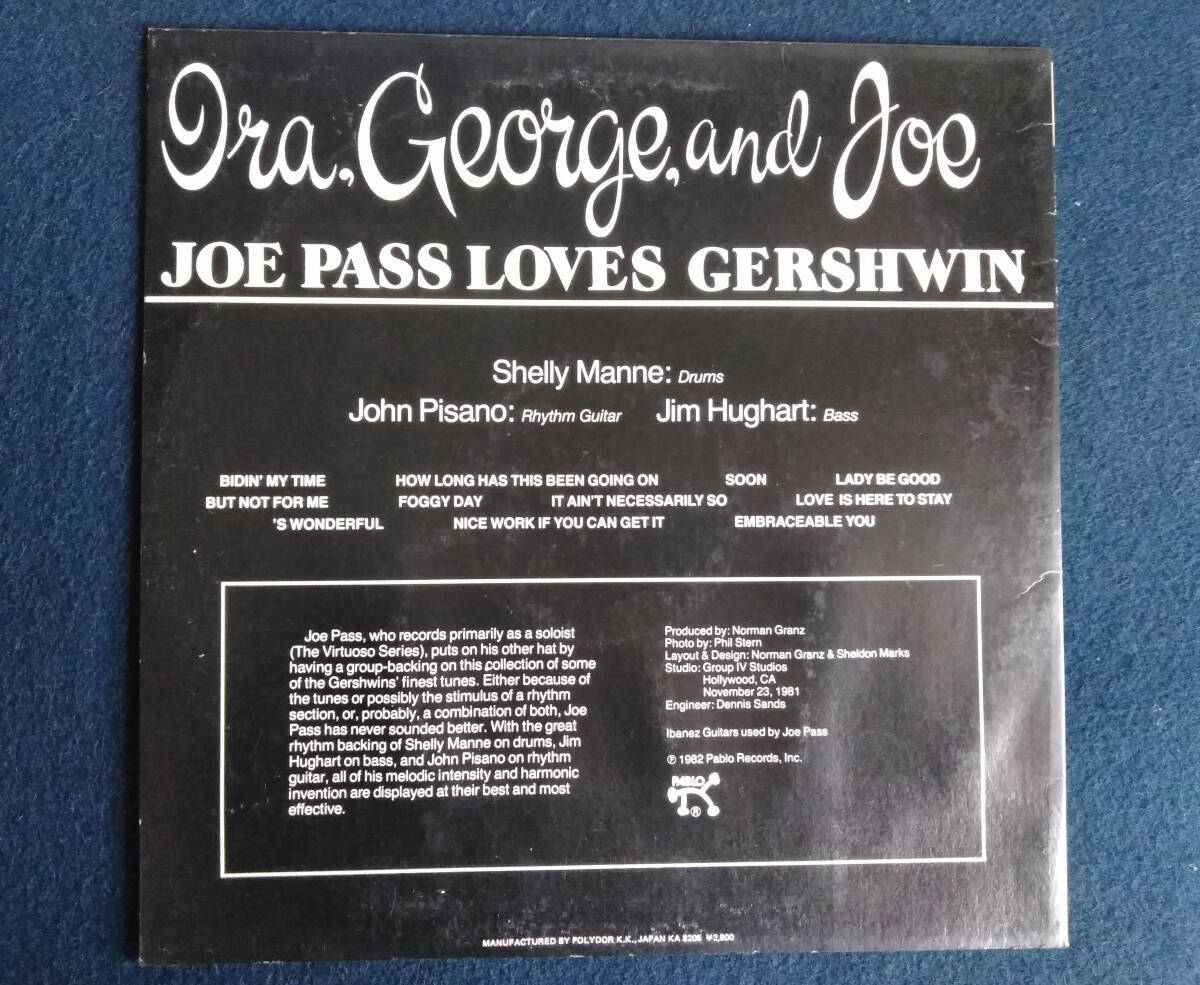 Ira, George, and Joe
JOE PASS LOVES GERSHWIN
Shelly Manne: Drums
John Pisano: Rhythm Guitar Jim Hughart: Bass
BIDIN' MY TIME HOW LONG HAS THIS BEEN GOING ON SOON LADY BE GOOD
BUT NOT FOR ME FOGGY DAY IT AIN'T NECESSARILY SO LOVE IS HERE TO STAY
'S WONDERFUL NICE WORK IF YOU CAN GET IT EMBRACEABLE YOU
Joe Pass, who records primarily as a soloist
(The Virtuoso Series), puts on his other hat by
having a group-backing on this collection of some
of the Gershwins' finest tunes. Either because of
the tunes or possibly the stimulus of a rhythm
section, or, probably, a combination of both, Joe
Pass has never sounded better. With the great
rhythm backing of Shelly Manne on drums, Jim
Hughart on bass, and John Pisano on rhythm
guitar, all of his melodic intensity and harmonic
invention are displayed at their best and most
effective.
Produced by: Norman Granz
Photo by: Phil Stern
Layout & Design: Norman Granz & Sheldon Marks
Studio: Group IV Studios
Hollywood, CA
November 23, 1981
Engineer: Dennis Sands
Ibanez Guitars used by Joe Pass
℗ 1982 Pablo Records, Inc.
PABLO
®
MANUFACTURED BY POLYDOR K.K., JAPAN KA 8205 ¥2,800